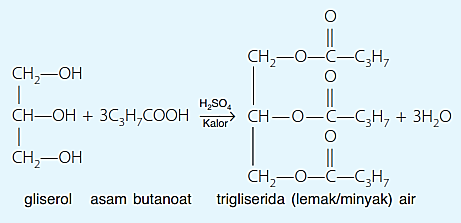 O
||
CH₂—O—C—C₃H₇
CH₂—OH O
| ||
CH—OH + 3C₃H₇COOH H₂SO₄ Kalor → CH—O—C—C₃H₇ + 3H₂O
| O
CH₂—OH ||
CH₂—O—C—C₃H₇
gliserol asam butanoat trigliserida (lemak/minyak) air